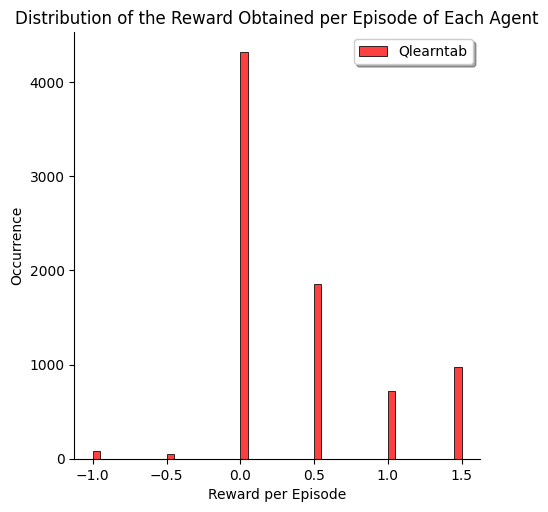 Distribution of the Reward Obtained per Episode of Each Agent
Qlearntab
4000
3000
2000
1000
0
Occurrence
−1.0 −0.5 0.0 0.5 1.0 1.5
Reward per Episode